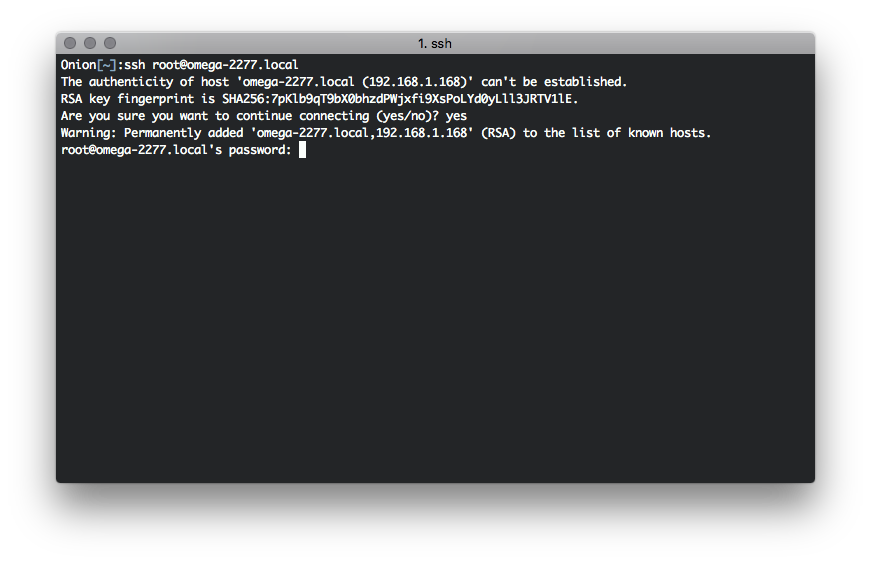 1. ssh
Onion[~]:ssh root@omega-2277.local
The authenticity of host 'omega-2277.local (192.168.1.168)' can't be established.
RSA key fingerprint is SHA256:7pKlb9qT9bX0bhzdPWjxfi9XsPoLYd0yLll3JRTV1lE.
Are you sure you want to continue connecting (yes/no)? yes
Warning: Permanently added 'omega-2277.local,192.168.1.168' (RSA) to the list of known hosts.
root@omega-2277.local's password: